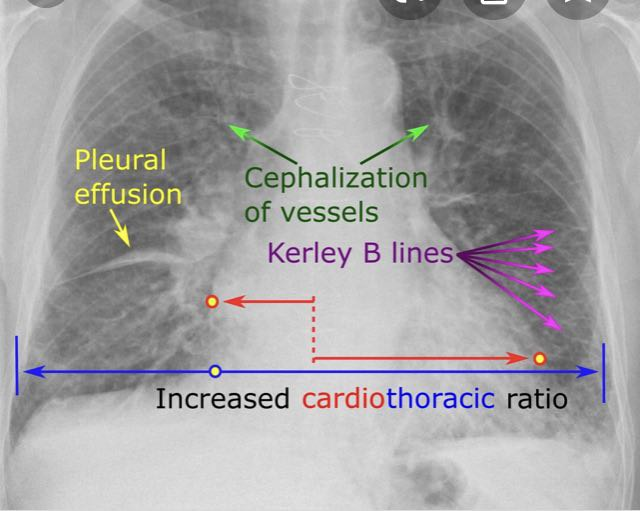 Pleural
effusion
Cephalization
of vessels
Kerley B lines
Increased cardiothoracic ratio